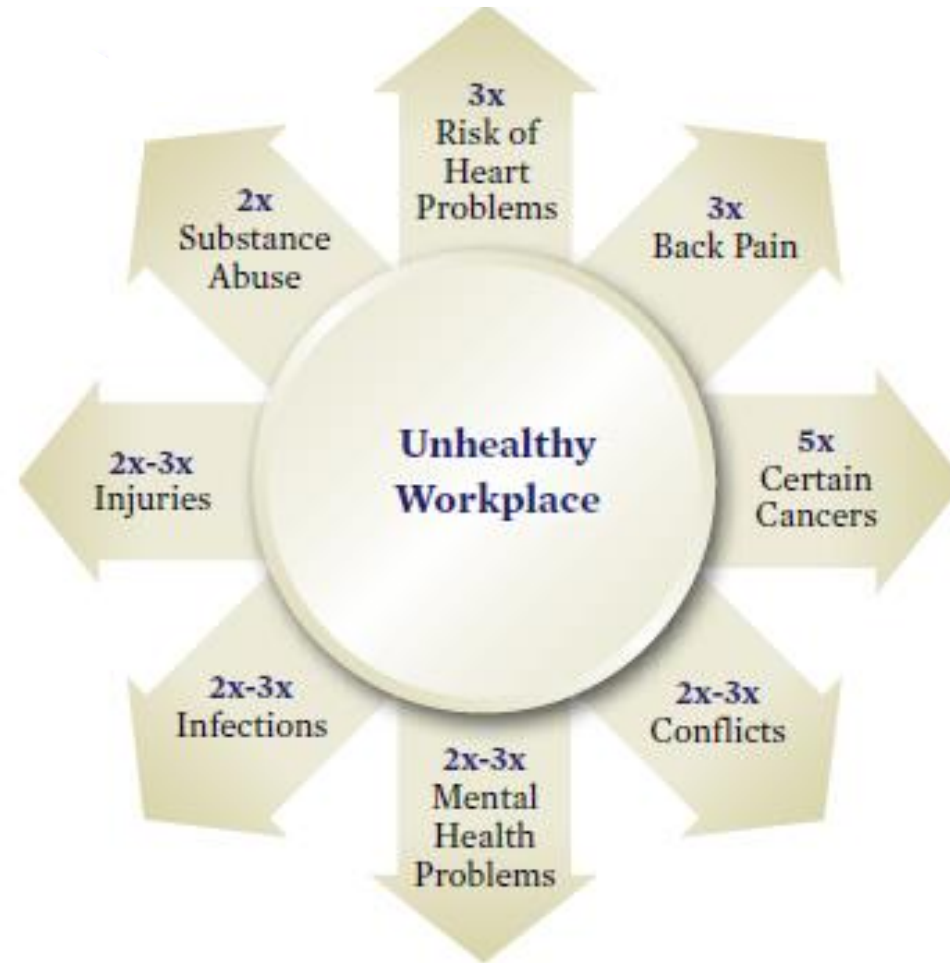 3x
Risk of
Heart
Problems
3x
Back Pain
5x
Certain
Cancers
2x-3x
Conflicts
2x-3x
Mental
Health
Problems
2x-3x
Infections
2x-3x
Injuries
2x
Substance
Abuse
Unhealthy
Workplace